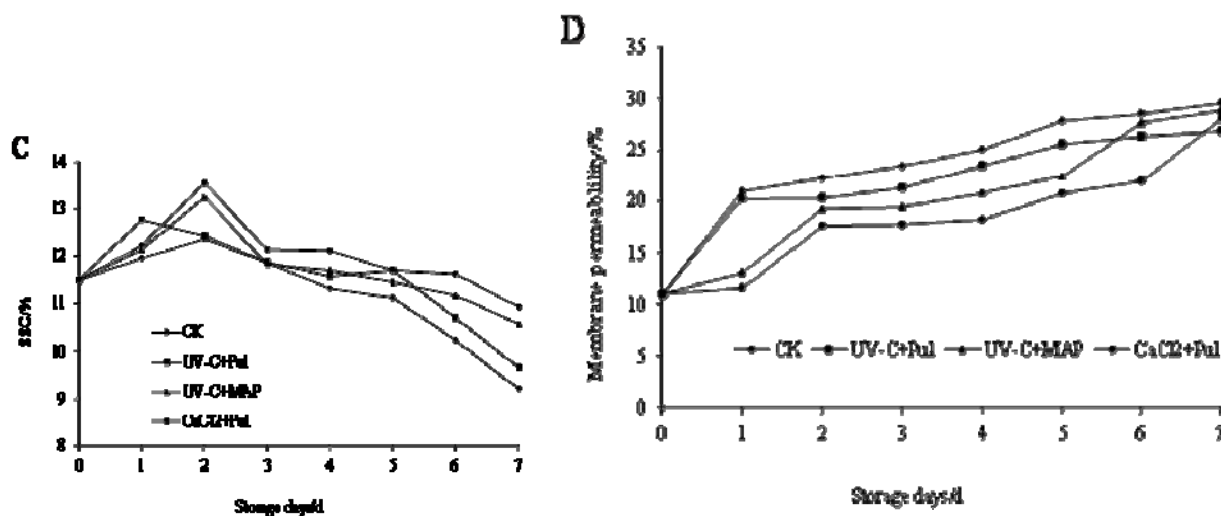 C
SSC/%
14
13
12
11
10
9
8
CK
UV-C+Pul
UV-C+MAP
CaCl2+Pul
0 1 2 3 4 5 6 7
Storage days/d
D
Membrane permeability/%
35
30
25
20
15
10
5
0
CK UV-C+Pul UV-C+MAP CaCl2+Pul
0 1 2 3 4 5 6 7
Storage days/d